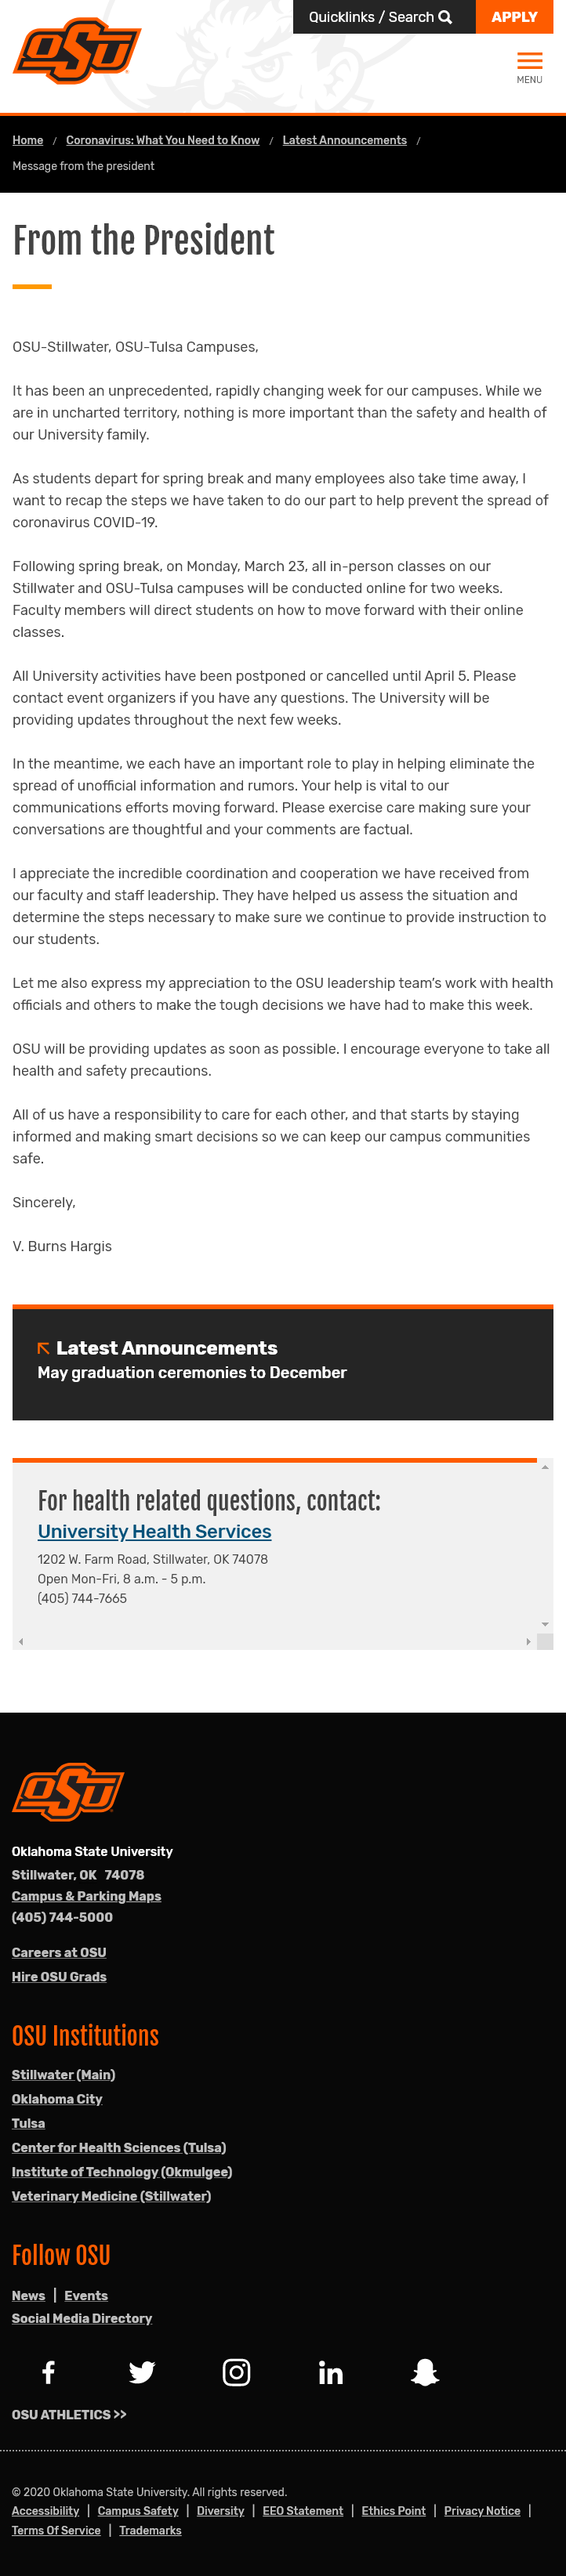 Quicklinks / Search
APPLY
OSU
MENU
Home / Coronavirus: What You Need to Know / Latest Announcements /
Message from the president
From the President
OSU-Stillwater, OSU-Tulsa Campuses,
It has been an unprecedented, rapidly changing week for our campuses. While we
are in uncharted territory, nothing is more important than the safety and health of
our University family.
As students depart for spring break and many employees also take time away, I
want to recap the steps we have taken to do our part to help prevent the spread of
coronavirus COVID-19.
Following spring break, on Monday, March 23, all in-person classes on our
Stillwater and OSU-Tulsa campuses will be conducted online for two weeks.
Faculty members will direct students on how to move forward with their online
classes.
All University activities have been postponed or cancelled until April 5. Please
contact event organizers if you have any questions. The University will be
providing updates throughout the next few weeks.
In the meantime, we each have an important role to play in helping eliminate the
spread of unofficial information and rumors. Your help is vital to our
communications efforts moving forward. Please exercise care making sure your
conversations are thoughtful and your comments are factual.
I appreciate the incredible coordination and cooperation we have received from
our faculty and staff leadership. They have helped us assess the situation and
determine the steps necessary to make sure we continue to provide instruction to
our students.
Let me also express my appreciation to the OSU leadership team's work with health
officials and others to make the tough decisions we have had to make this week.
OSU will be providing updates as soon as possible. I encourage everyone to take all
health and safety precautions.
All of us have a responsibility to care for each other, and that starts by staying
informed and making smart decisions so we can keep our campus communities
safe.
Sincerely,
V. Burns Hargis
Latest Announcements
May graduation ceremonies to December
For health related questions, contact:
University Health Services
1202 W. Farm Road, Stillwater, OK 74078
Open Mon-Fri, 8 a.m. - 5 p.m.
(405) 744-7665
OSU
Oklahoma State University
Stillwater, OK 74078
Campus & Parking Maps
(405) 744-5000
Careers at OSU
Hire OSU Grads
OSU Institutions
Stillwater (Main)
Oklahoma City
Tulsa
Center for Health Sciences (Tulsa)
Institute of Technology (Okmulgee)
Veterinary Medicine (Stillwater)
Follow OSU
News | Events
Social Media Directory
OSU ATHLETICS >>
© 2020 Oklahoma State University. All rights reserved.
Accessibility | Campus Safety | Diversity | EEO Statement | Ethics Point | Privacy Notice |
Terms Of Service | Trademarks